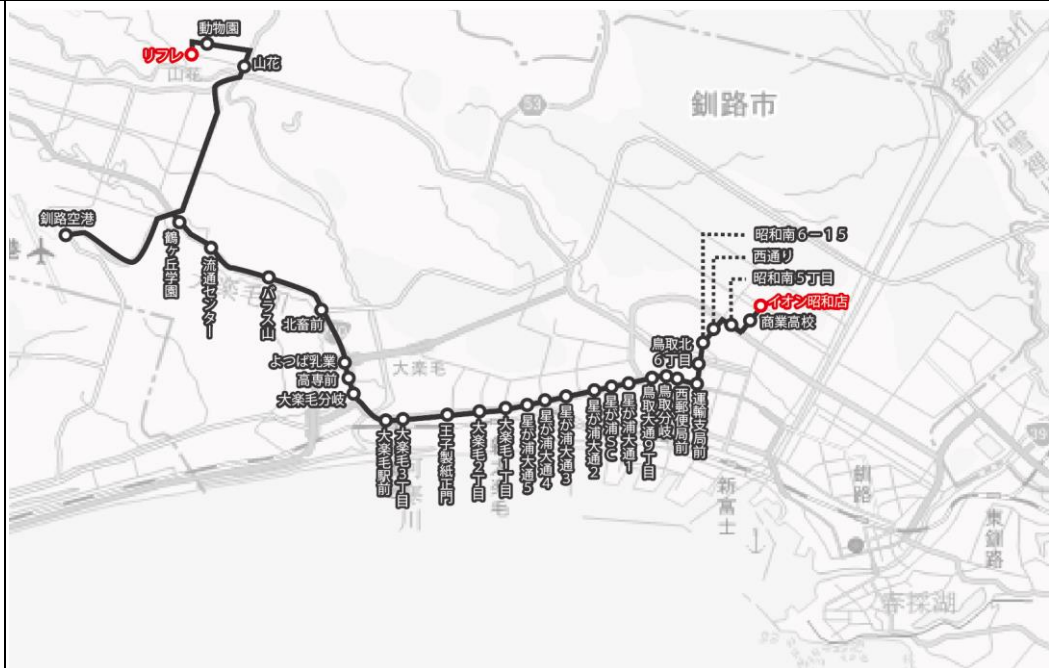 動物園
リフレ
山花
山花
53
釧路市
新釧路川
旧雪裡
釧路空港
港
鶴ヶ丘学園
流通センター
パラス山
大楽毛
北畜前
よつば乳業
高専前
大楽毛分岐
大楽毛
大楽毛駅前
大楽毛3丁目
王子製紙正門
大楽毛2丁目
大楽毛1丁目
星が浦大通5
星が浦大通4
星が浦大通3
星が浦大通2
星が浦SC
星が浦大通1
鳥取大通9丁目
鳥取分岐
西郵便局前
運輸支局前
鳥取北
6丁目
昭和南6-15
西通り
昭和南5丁目
イオン昭和店
商業高校
新富士
釧路
東釧路
春採湖